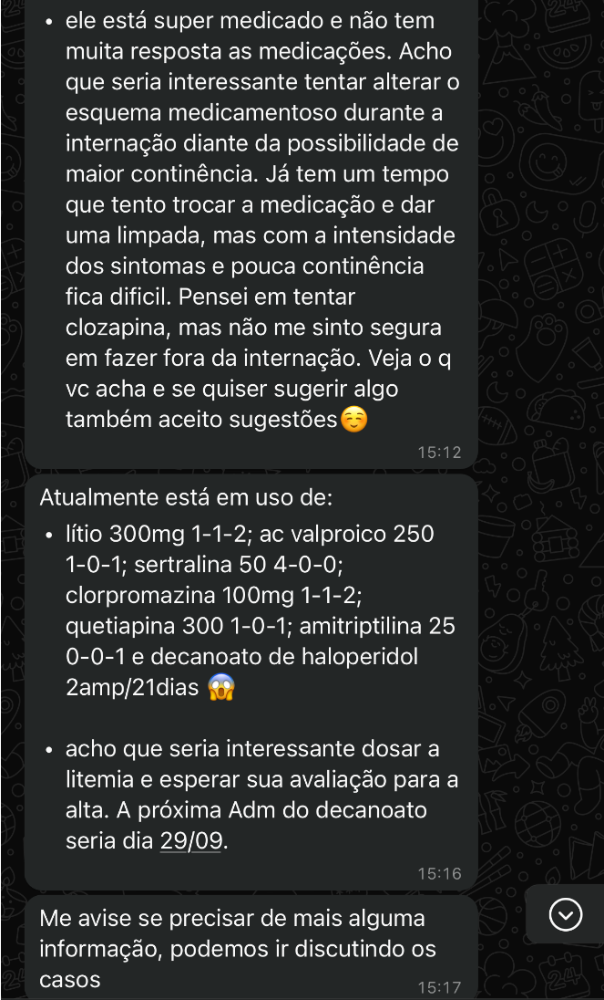 • ele está super medicado e não tem
muita resposta as medicações. Acho
que seria interessante tentar alterar o
esquema medicamentoso durante a
internação diante da possibilidade de
maior continência. Já tem um tempo
que tento trocar a medicação e dar
uma limpada, mas com a intensidade
dos sintomas e pouca continência
fica dificil. Pensei em tentar
clozapina, mas não me sinto segura
em fazer fora da internação. Veja o q
vc acha e se quiser sugerir algo
também aceito sugestões☺️
15:12
Atualmente está em uso de:
• lítio 300mg 1-1-2; ac valproico 250
1-0-1; sertralina 50 4-0-0;
clorpromazina 100mg 1-1-2;
quetiapina 300 1-0-1; amitriptilina 25
0-0-1 e decanoato de haloperidol
2amp/21dias 😱
• acho que seria interessante dosar a
litemia e esperar sua avaliação para a
alta. A próxima Adm do decanoato
seria dia 29/09.
15:16
Me avise se precisar de mais alguma
informação, podemos ir discutindo os
casos
15:17